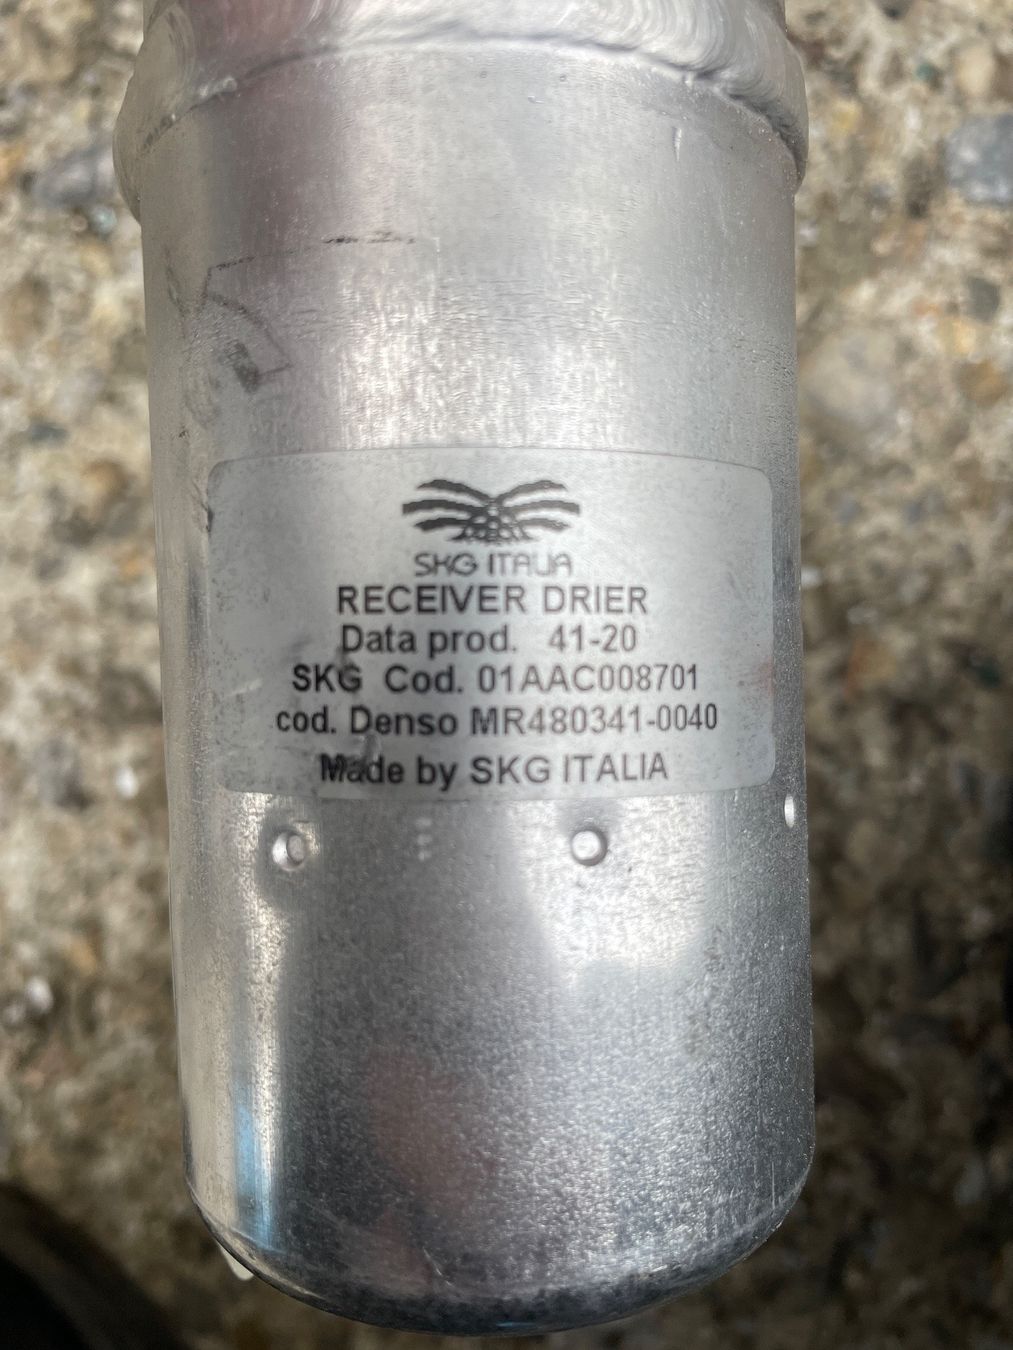 SKG ITALIA
RECEIVER DRIER
Data prod. 41-20
SKG Cod. 01AAC008701
cod. Denso MR480341-0040
Made by SKG ITALIA